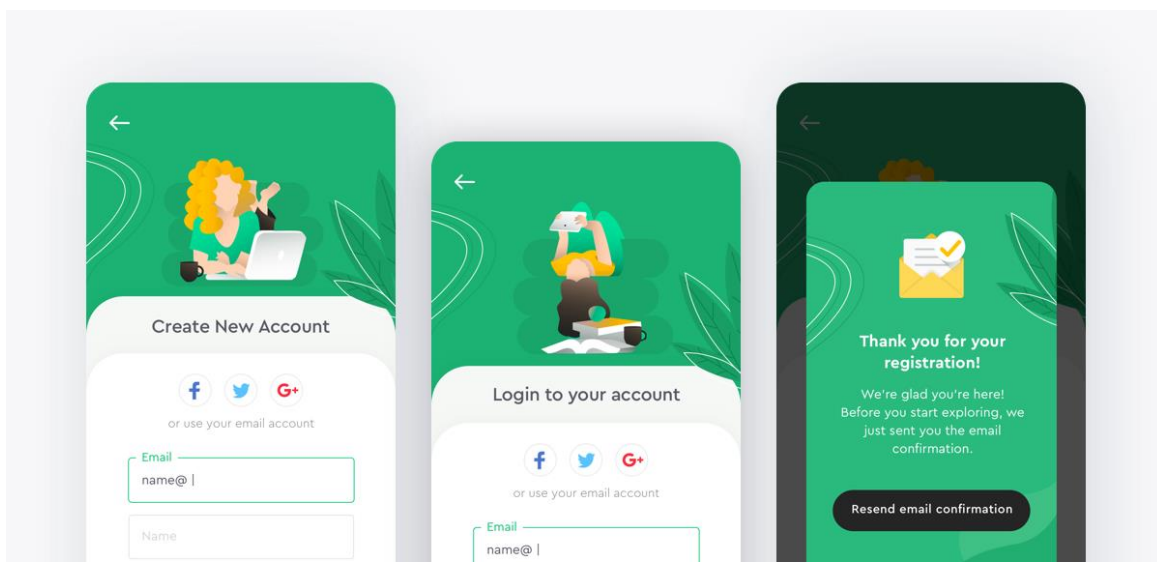 Create New Account
f G+
or use your email account
Email
name@
Name
Login to your account
f G+
or use your email account
Email
name@
Thank you for your
registration!
We're glad you're here!
Before you start exploring, we
just sent you the email
confirmation.
Resend email confirmation